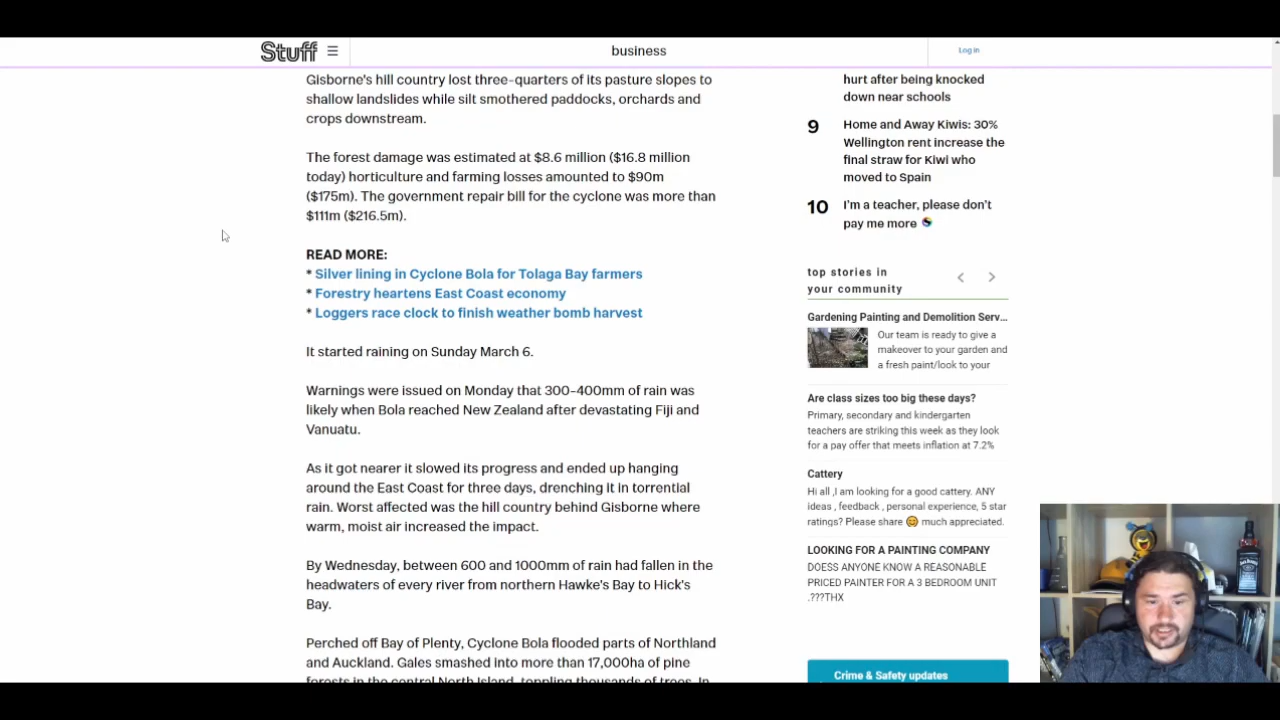 Stuff
business
Log in
Gisborne's hill country lost three-quarters of its pasture slopes to
shallow landslides while silt smothered paddocks, orchards and
crops downstream.
The forest damage was estimated at $8.6 million ($16.8 million
today) horticulture and farming losses amounted to $90m
($175m). The government repair bill for the cyclone was more than
$111m ($216.5m).
READ MORE:
* Silver lining in Cyclone Bola for Tolaga Bay farmers
* Forestry heartens East Coast economy
* Loggers race clock to finish weather bomb harvest
It started raining on Sunday March 6.
Warnings were issued on Monday that 300-400mm of rain was
likely when Bola reached New Zealand after devastating Fiji and
Vanuatu.
As it got nearer it slowed its progress and ended up hanging
around the East Coast for three days, drenching it in torrential
rain. Worst affected was the hill country behind Gisborne where
warm, moist air increased the impact.
By Wednesday, between 600 and 1000mm of rain had fallen in the
headwaters of every river from northern Hawke's Bay to Hick's
Bay.
Perched off Bay of Plenty, Cyclone Bola flooded parts of Northland
and Auckland. Gales smashed into more than 17,000ha of pine
forests in the central North Island, toppling thousands of trees. In
hurt after being knocked
down near schools
9 Home and Away Kiwis: 30%
Wellington rent increase the
final straw for Kiwi who
moved to Spain
10 I'm a teacher, please don't
pay me more
top stories in
your community
Gardening Painting and Demolition Serv...
Our team is ready to give a
makeover to your garden and
a fresh paint/look to your
Are class sizes too big these days?
Primary, secondary and kindergarten
teachers are striking this week as they look
for a pay offer that meets inflation at 7.2%
Cattery
Hi all ,I am looking for a good cattery. ANY
ideas , feedback , personal experience, 5 star
ratings? Please share 😊 much appreciated.
LOOKING FOR A PAINTING COMPANY
DOESS ANYONE KNOW A REASONABLE
PRICED PAINTER FOR A 3 BEDROOM UNIT
.???THX
Crime & Safety updates